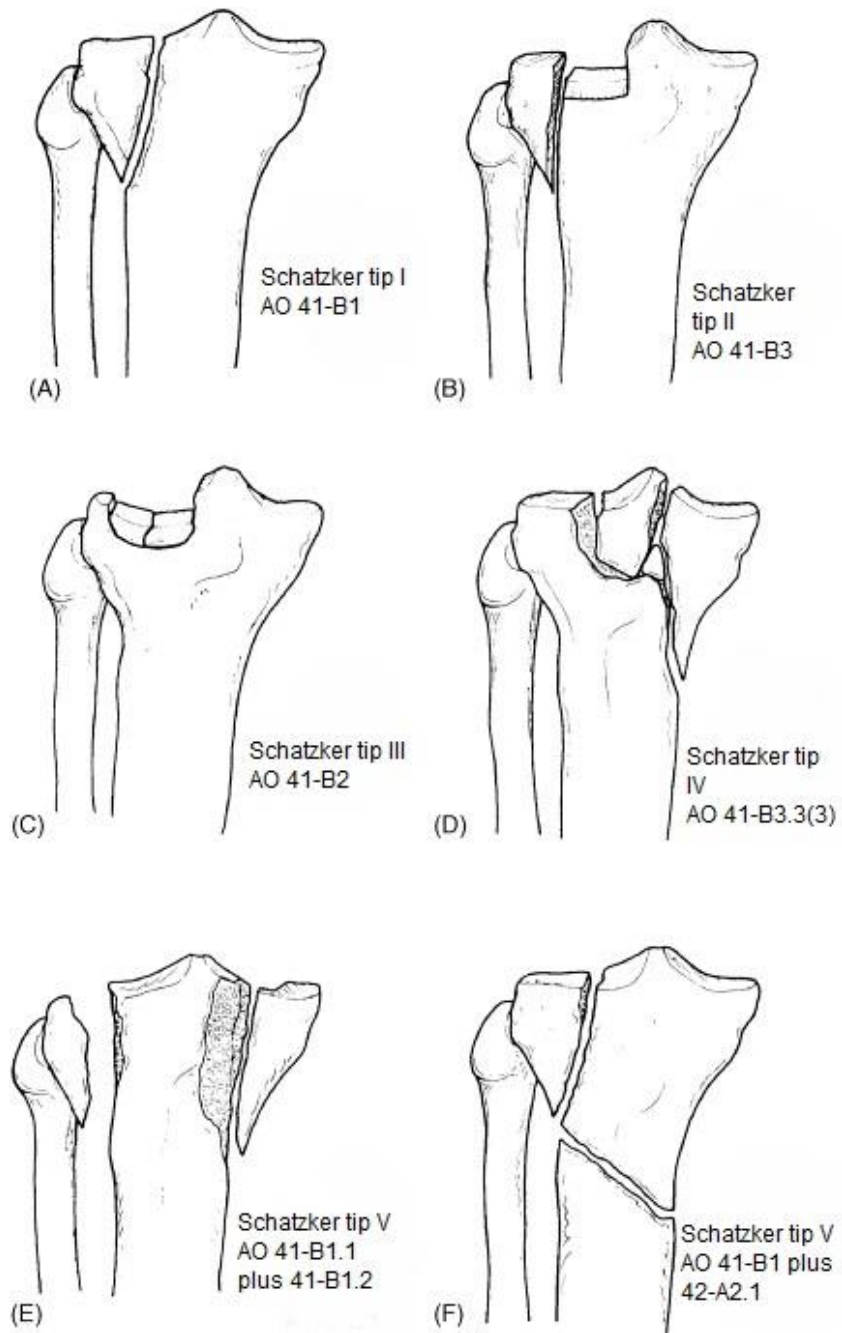 Schatzker tip I
AO 41-B1
(A)
Schatzker
tip II
AO 41-B3
(B)
Schatzker tip III
AO 41-B2
(C)
Schatzker tip
IV
AO 41-B3.3(3)
(D)
Schatzker tip V
AO 41-B1.1
plus 41-B1.2
(E)
Schatzker tip V
AO 41-B1 plus
42-A2.1
(F)